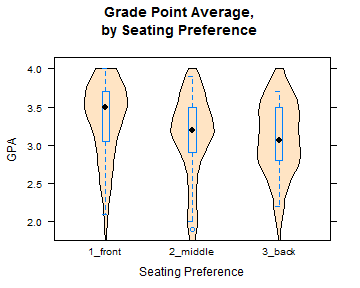 Grade Point Average,
by Seating Preference
GPA
4.0
3.5
3.0
2.5
2.0
1_front 2_middle 3_back
Seating Preference